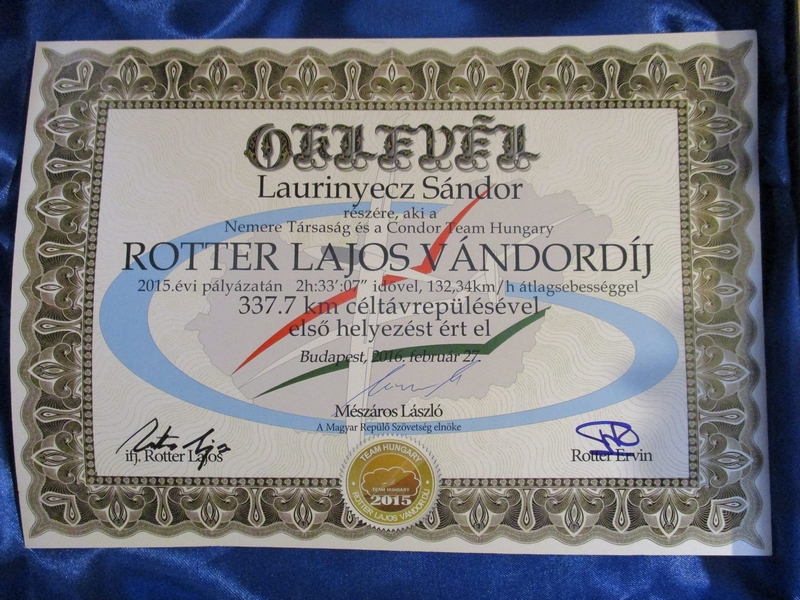 OKLEVÉL
Laurinyecz Sándor
részére, aki a
Nemere Társaság és a Condor Team Hungary
ROTTER LAJOS VÁNDORDÍJ
2015.évi pályázatán 2h:33':07" idővel, 132,34km/h átlagsebességgel
337.7 km céltávrepülésével
első helyezést ért el
Budapest, 2016. február 27.
Mészáros László
A Magyar Repülő Szövetség elnöke
ifj. Rotter Lajos
Rotter Ervin
TEAM HUNGARY
TEAM HUNGARY
2015
ROTTER LAJOS VÁNDORDÍJ